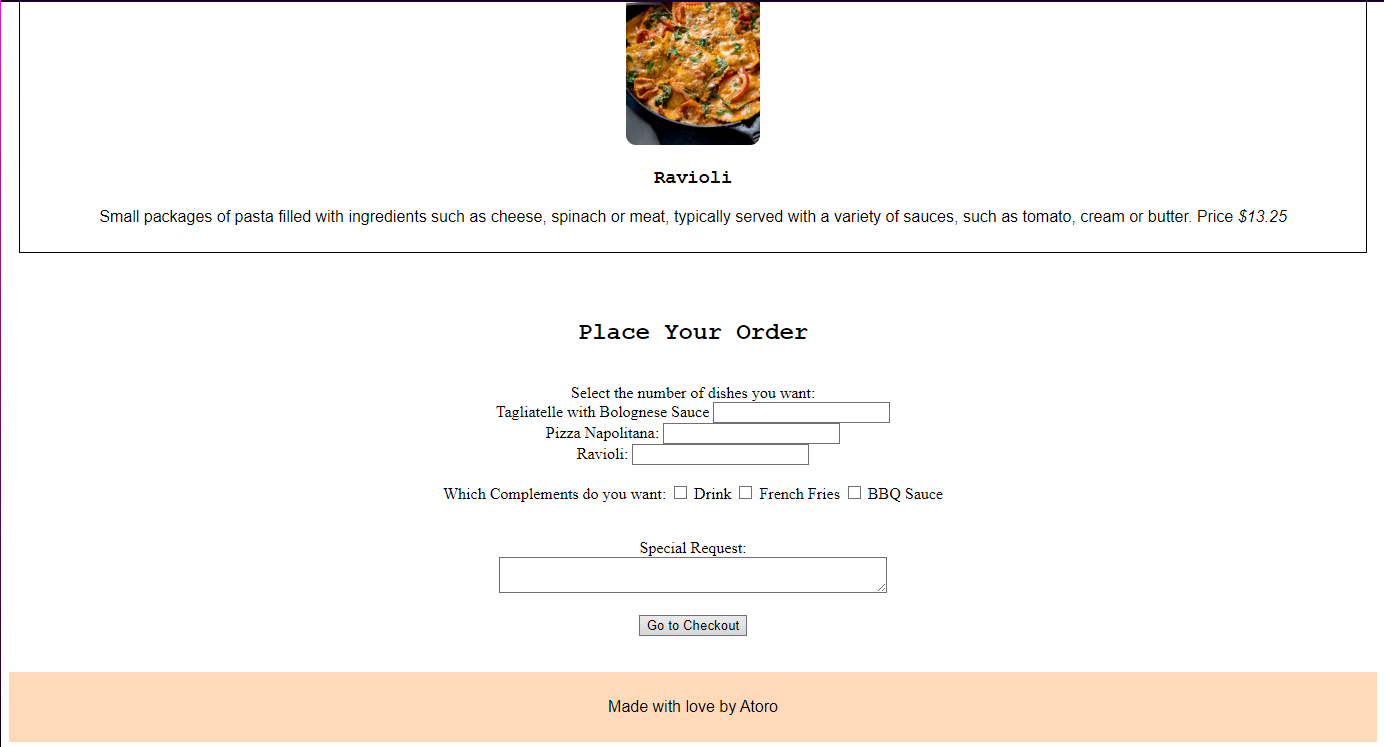 Ravioli
Small packages of pasta filled with ingredients such as cheese, spinach or meat, typically served with a variety of sauces, such as tomato, cream or butter. Price $13.25
Place Your Order
Select the number of dishes you want:
Tagliatelle with Bolognese Sauce
Pizza Napolitana:
Ravioli:
Which Complements do you want: Drink French Fries BBQ Sauce
Special Request:
Go to Checkout
Made with love by Atoro